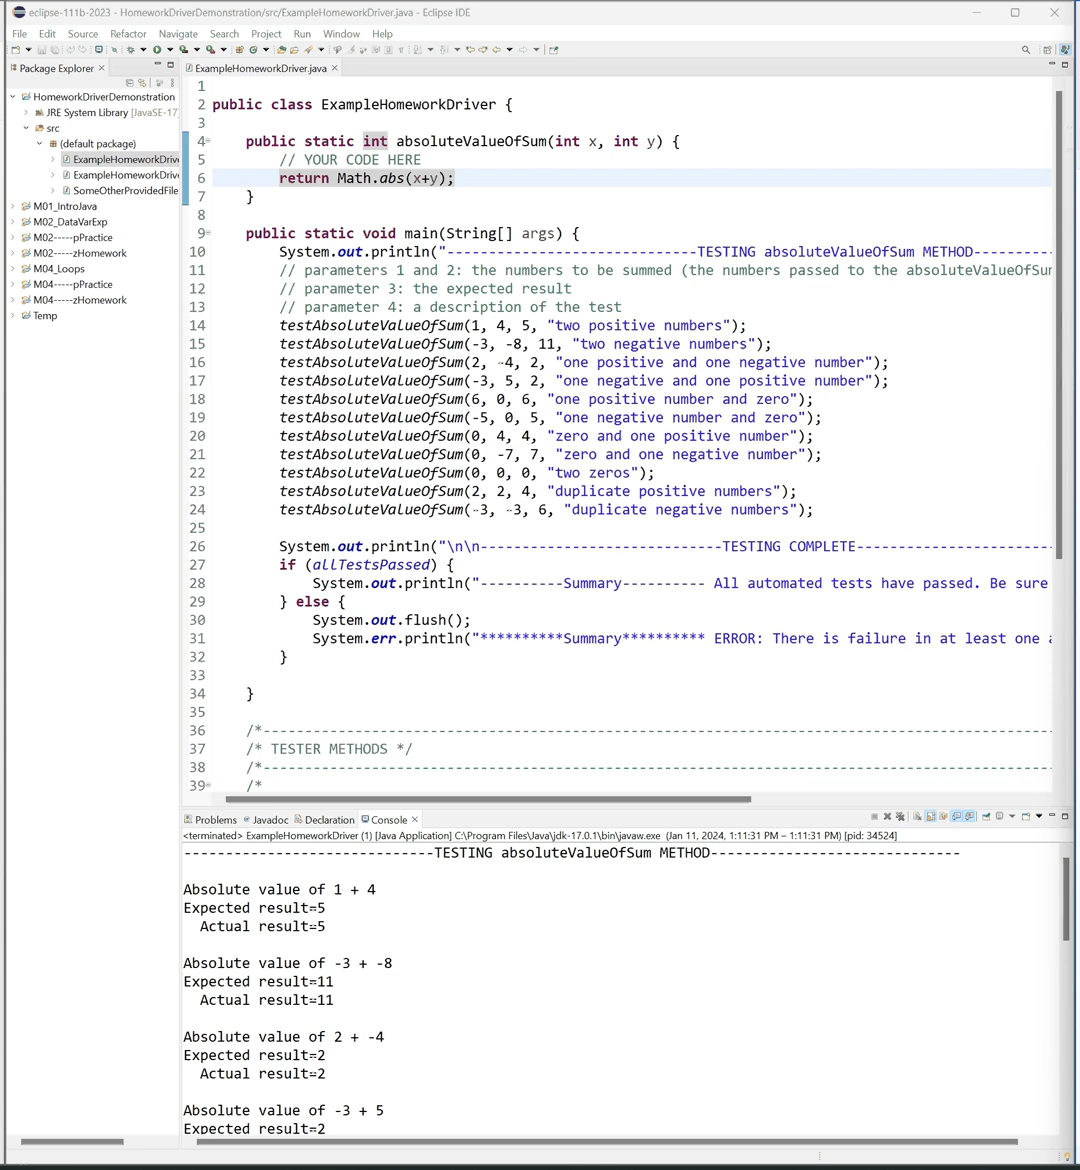 eclipse-111b-2023 - HomeworkDriverDemonstration/src/ExampleHomeworkDriver.java - Eclipse IDE
File Edit Source Refactor Navigate Search Project Run Window Help
Package Explorer
HomeworkDriverDemonstration
JRE System Library [JavaSE-17]
src
(default package)
ExampleHomeworkDrive
ExampleHomeworkDrive
SomeOtherProvidedFile
M01_IntroJava
M02_DataVarExp
M02-----pPractice
M02-----zHomework
M04_Loops
M04-----pPractice
M04-----zHomework
Temp
ExampleHomeworkDriver.java
1
2 public class ExampleHomeworkDriver {
3
4 public static int absoluteValueOfSum(int x, int y) {
5 // YOUR CODE HERE
6 return Math.abs(x+y);
7 }
8
9 public static void main(String[] args) {
10 System.out.println("------------------------------TESTING absoluteValueOfSum METHOD---------
11 // parameters 1 and 2: the numbers to be summed (the numbers passed to the absoluteValueOfSum
12 // parameter 3: the expected result
13 // parameter 4: a description of the test
14 testAbsoluteValueOfSum(1, 4, 5, "two positive numbers");
15 testAbsoluteValueOfSum(-3, -8, 11, "two negative numbers");
16 testAbsoluteValueOfSum(2, -4, 2, "one positive and one negative number");
17 testAbsoluteValueOfSum(-3, 5, 2, "one negative and one positive number");
18 testAbsoluteValueOfSum(6, 0, 6, "one positive number and zero");
19 testAbsoluteValueOfSum(-5, 0, 5, "one negative number and zero");
20 testAbsoluteValueOfSum(0, 4, 4, "zero and one positive number");
21 testAbsoluteValueOfSum(0, -7, 7, "zero and one negative number");
22 testAbsoluteValueOfSum(0, 0, 0, "two zeros");
23 testAbsoluteValueOfSum(2, 2, 4, "duplicate positive numbers");
24 testAbsoluteValueOfSum(-3, -3, 6, "duplicate negative numbers");
25
26 System.out.println("\n\n-----------------------------TESTING COMPLETE------------------------
27 if (allTestsPassed) {
28 System.out.println("----------Summary---------- All automated tests have passed. Be sure
29 } else {
30 System.out.flush();
31 System.err.println("**********Summary********** ERROR: There is failure in at least one a
32 }
33
34 }
35
36 /*------------------------------------------------------------------------------------------------
37 /* TESTER METHODS */
38 /*------------------------------------------------------------------------------------------------
39 /*
Problems Javadoc Declaration Console
<terminated> ExampleHomeworkDriver (1) [Java Application] C:\Program Files\Java\jdk-17.0.1\bin\javaw.exe (Jan 11, 2024, 1:11:31 PM – 1:11:31 PM) [pid: 34524]
------------------------------TESTING absoluteValueOfSum METHOD------------------------------
Absolute value of 1 + 4
Expected result=5
Actual result=5
Absolute value of -3 + -8
Expected result=11
Actual result=11
Absolute value of 2 + -4
Expected result=2
Actual result=2
Absolute value of -3 + 5
Expected result=2